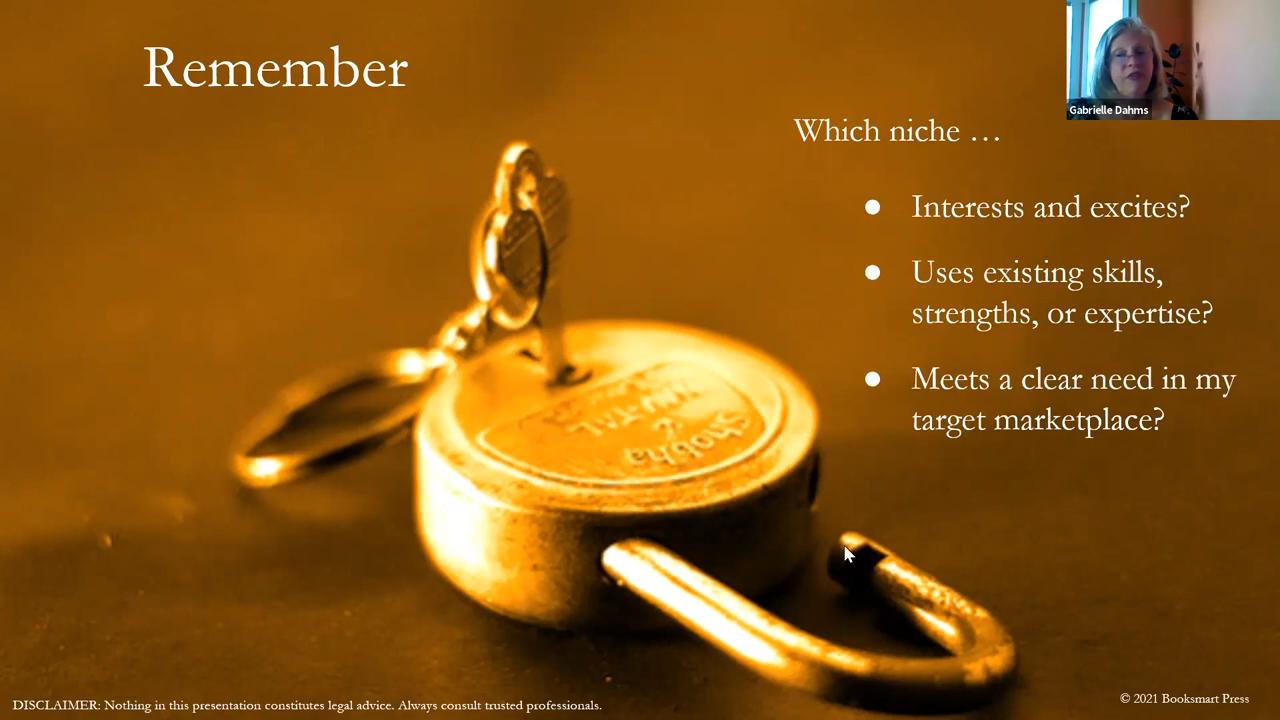 Remember
Gabrielle Dahms
Which niche …
● Interests and excites?
● Uses existing skills,
strengths, or expertise?
● Meets a clear need in my
target marketplace?
Shobha
&
DISCLAIMER: Nothing in this presentation constitutes legal advice. Always consult trusted professionals.
© 2021 Booksmart Press